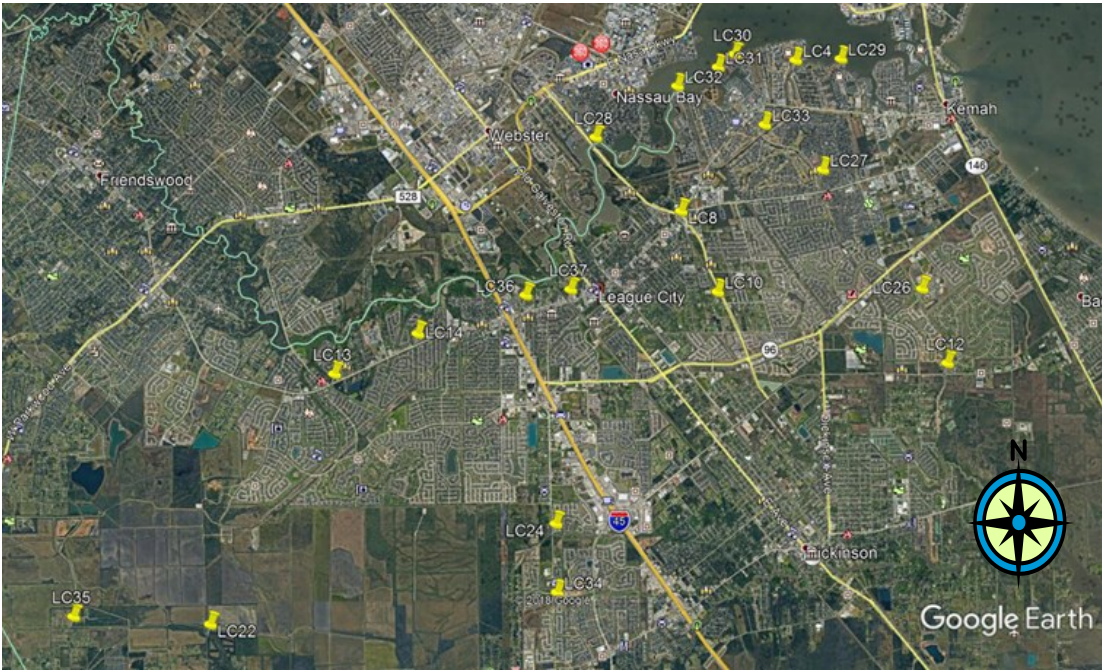 LC30
LC4
LC29
LC31
LC32
Nassau Bay
Kemah
LC33
LC28
Webster
146
LC27
Friendswood
528
LC8
LC37
LC36
League City
LC10
LC26
LC14
96
LC12
LC13
N
LC24
45
Dickinson
LC34
LC35
LC22
Google Earth